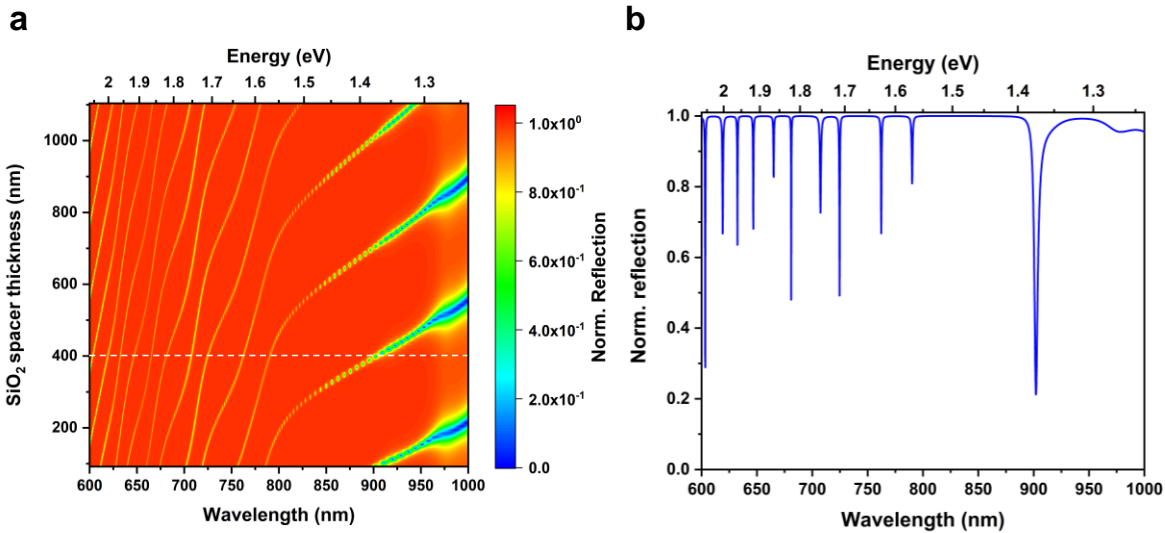 a
Energy (eV)
2 1.9 1.8 1.7 1.6 1.5 1.4 1.3
SiO2 spacer thickness (nm)
1000
800
600
400
200
600 650 700 750 800 850 900 950 1000
Wavelength (nm)
1.0x10⁰
8.0x10⁻¹
6.0x10⁻¹
4.0x10⁻¹
2.0x10⁻¹
0.0
Norm. Reflection
b
Energy (eV)
2 1.9 1.8 1.7 1.6 1.5 1.4 1.3
Norm. reflection
1.0
0.8
0.6
0.4
0.2
0.0
600 650 700 750 800 850 900 950 1000
Wavelength (nm)